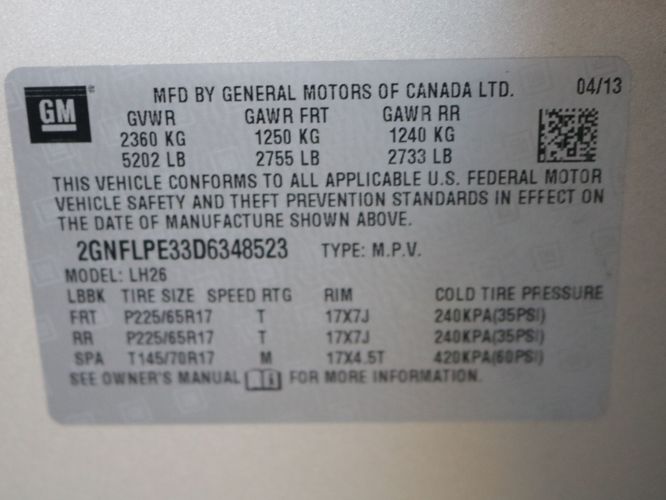 GM
MFD BY GENERAL MOTORS OF CANADA LTD. 04/13
GVWR GAWR FRT GAWR RR
2360 KG 1250 KG 1240 KG
5202 LB 2755 LB 2733 LB
THIS VEHICLE CONFORMS TO ALL APPLICABLE U.S. FEDERAL MOTOR
VEHICLE SAFETY AND THEFT PREVENTION STANDARDS IN EFFECT ON
THE DATE OF MANUFACTURE SHOWN ABOVE.
2GNFLPE33D6348523 TYPE: M.P.V.
MODEL: LH26
LBBK TIRE SIZE SPEED RTG RIM COLD TIRE PRESSURE
FRT P225/65R17 T 17X7J 240KPA(35PSI)
RR P225/65R17 T 17X7J 240KPA(35PSI)
SPA T145/70R17 M 17X4.5T 420KPA(60PSI)
SEE OWNER'S MANUAL FOR MORE INFORMATION.